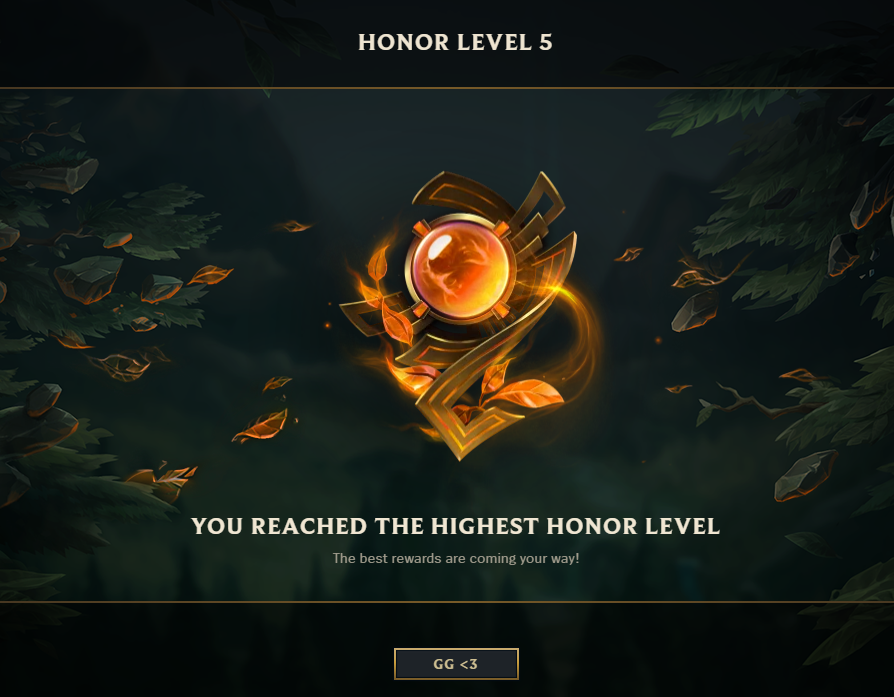 HONOR LEVEL 5
YOU REACHED THE HIGHEST HONOR LEVEL
The best rewards are coming your way!
GG <3